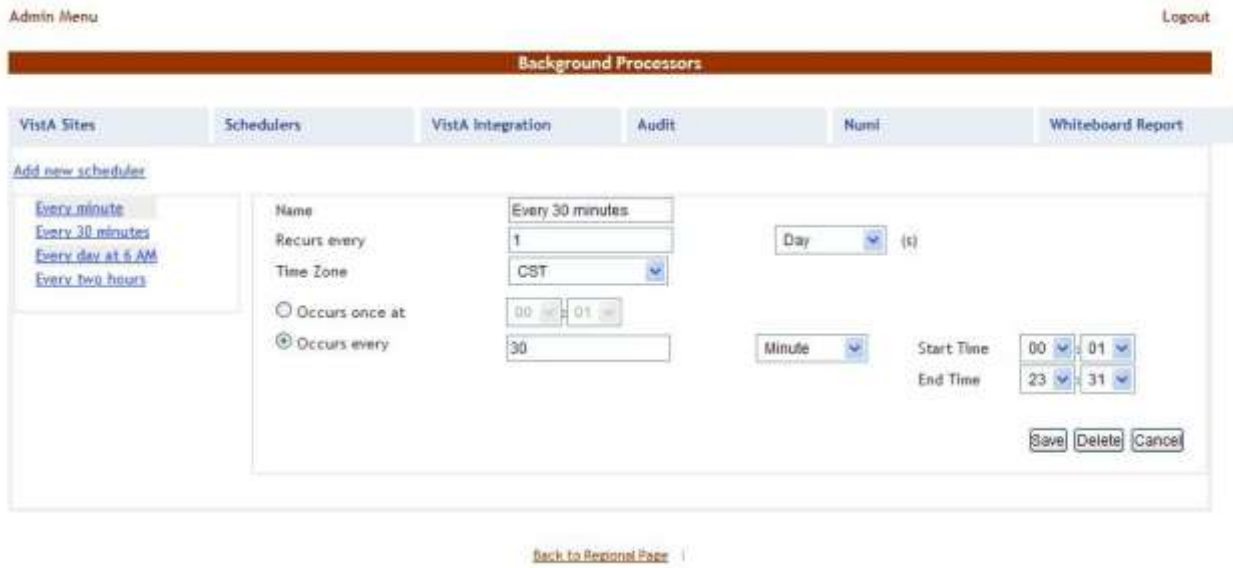 Admin Menu Logout
Background Processors
VistA Sites Schedulers VistA Integration Audit Numi Whiteboard Report
Add new scheduler
Every minute
Every 30 minutes
Every day at 6 AM
Every two hours
Name Every 30 minutes
Recurs every 1 Day (s)
Time Zone CST
Occurs once at 00 : 01
Occurs every 30 Minute Start Time 00 : 01
End Time 23 : 31
Save Delete Cancel
Back to Regional Page |